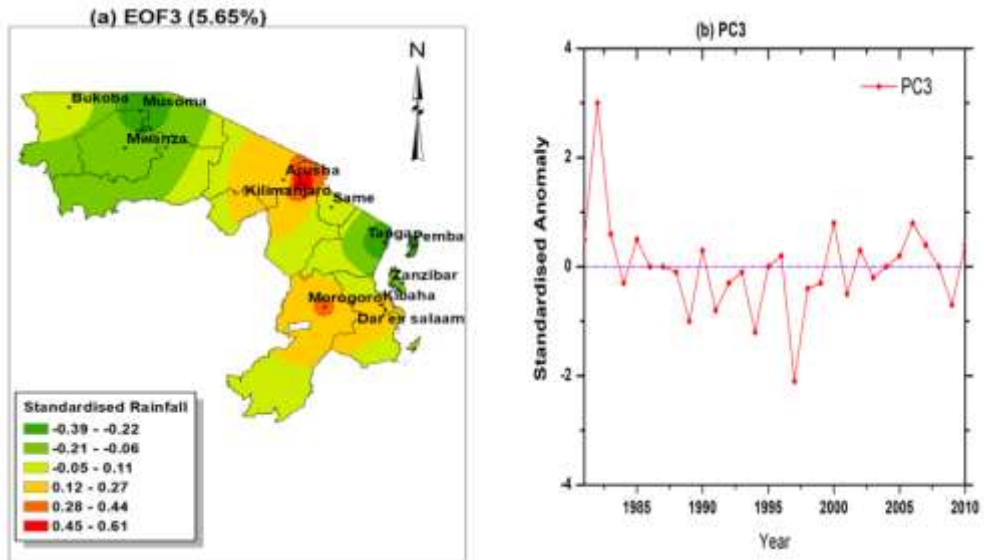 (a) EOF3 (5.65%)
N
Bukoba
Musoma
Mwanza
Arusha
Kilimanjaro
Same
Tanga
Pemba
Zanzibar
Morogoro
Kibaha
Dar es salaam
Standardised Rainfall
-0.39 - -0.22
-0.21 - -0.06
-0.05 - 0.11
0.12 - 0.27
0.28 - 0.44
0.45 - 0.61
(b) PC3
PC3
Standardised Anomaly
4
2
0
-2
-4
1985 1990 1995 2000 2005 2010
Year